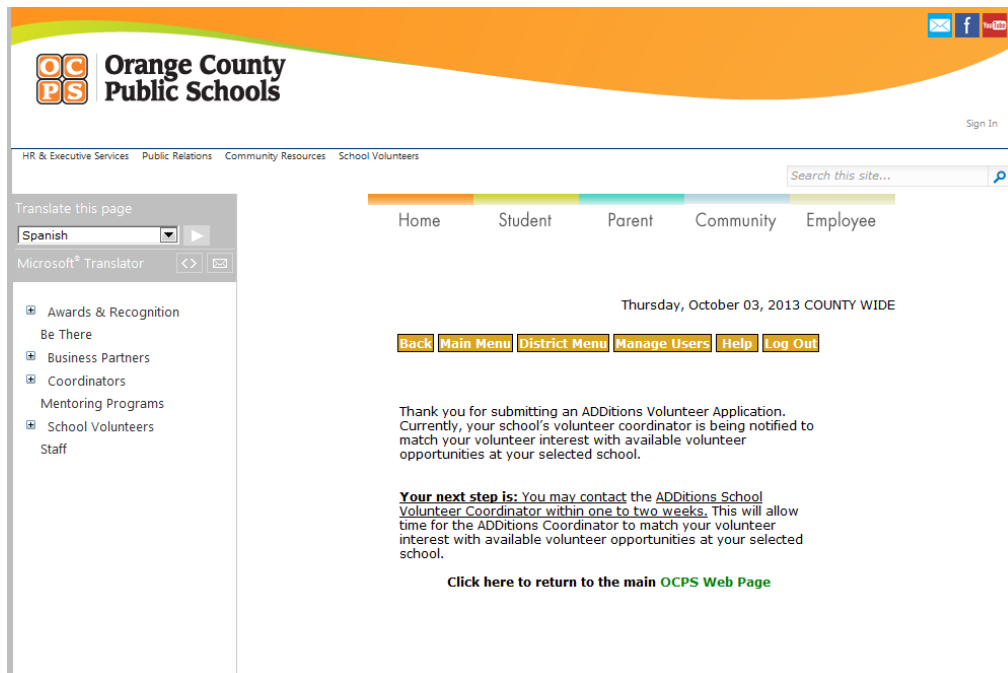 You Tube
OC
PS
Orange County
Public Schools
Sign In
HR & Executive Services Public Relations Community Resources School Volunteers
Search this site...
Translate this page
Spanish
Microsoft® Translator
Home Student Parent Community Employee
Awards & Recognition
Be There
Business Partners
Coordinators
Mentoring Programs
School Volunteers
Staff
Thursday, October 03, 2013 COUNTY WIDE
Back Main Menu District Menu Manage Users Help Log Out
Thank you for submitting an ADDitions Volunteer Application.
Currently, your school's volunteer coordinator is being notified to
match your volunteer interest with available volunteer
opportunities at your selected school.
Your next step is: You may contact the ADDitions School
Volunteer Coordinator within one to two weeks. This will allow
time for the ADDitions Coordinator to match your volunteer
interest with available volunteer opportunities at your selected
school.
Click here to return to the main OCPS Web Page